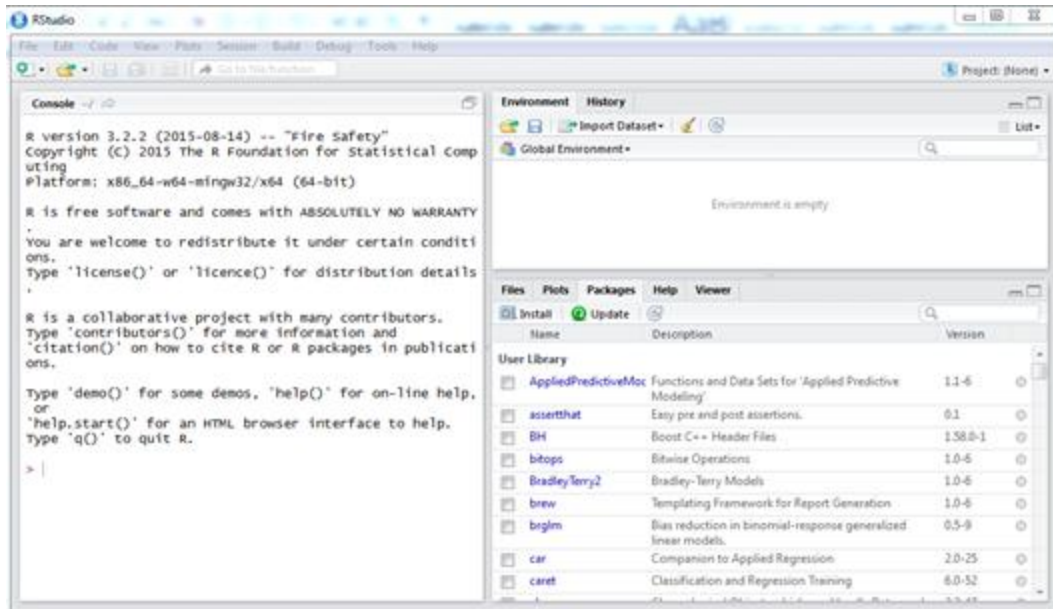 RStudio
File Edit Code View Plots Session Build Debug Tools Help
Go to file/function
Project: (None)
Console ~/
R version 3.2.2 (2015-08-14) -- "Fire Safety"
Copyright (C) 2015 The R Foundation for Statistical Comp
uting
Platform: x86_64-w64-mingw32/x64 (64-bit)
R is free software and comes with ABSOLUTELY NO WARRANTY
.
You are welcome to redistribute it under certain conditi
ons.
Type 'license()' or 'licence()' for distribution details
.
R is a collaborative project with many contributors.
Type 'contributors()' for more information and
'citation()' on how to cite R or R packages in publicati
ons.
Type 'demo()' for some demos, 'help()' for on-line help,
or
'help.start()' for an HTML browser interface to help.
Type 'q()' to quit R.
>
Environment History
Import Dataset
List
Global Environment
Environment is empty
Files Plots Packages Help Viewer
Install Update
Name Description Version
User Library
AppliedPredictiveMoc Functions and Data Sets for 'Applied Predictive 1.1-6
Modeling'
assertthat Easy pre and post assertions. 0.1
BH Boost C++ Header Files 1.58.0-1
bitops Bitwise Operations 1.0-6
BradleyTerry2 Bradley-Terry Models 1.0-6
brew Templating Framework for Report Generation 1.0-6
brglm Bias reduction in binomial-response generalized 0.5-9
linear models.
car Companion to Applied Regression 2.0-25
caret Classification and Regression Training 6.0-52